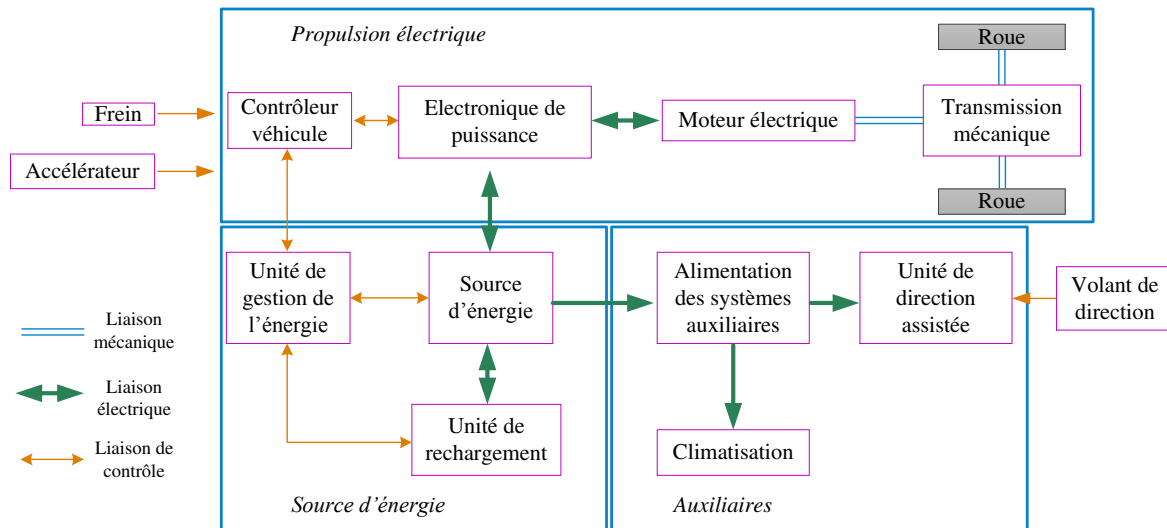 Propulsion électrique
Roue
Frein
Contrôleur
véhicule
Electronique de
puissance
Moteur électrique
Transmission
mécanique
Accélérateur
Roue
Unité de
gestion de
l’énergie
Source
d’énergie
Alimentation
des systèmes
auxiliaires
Unité de
direction
assistée
Volant de
direction
Liaison
mécanique
Liaison
électrique
Liaison de
contrôle
Unité de
rechargement
Climatisation
Source d’énergie
Auxiliaires